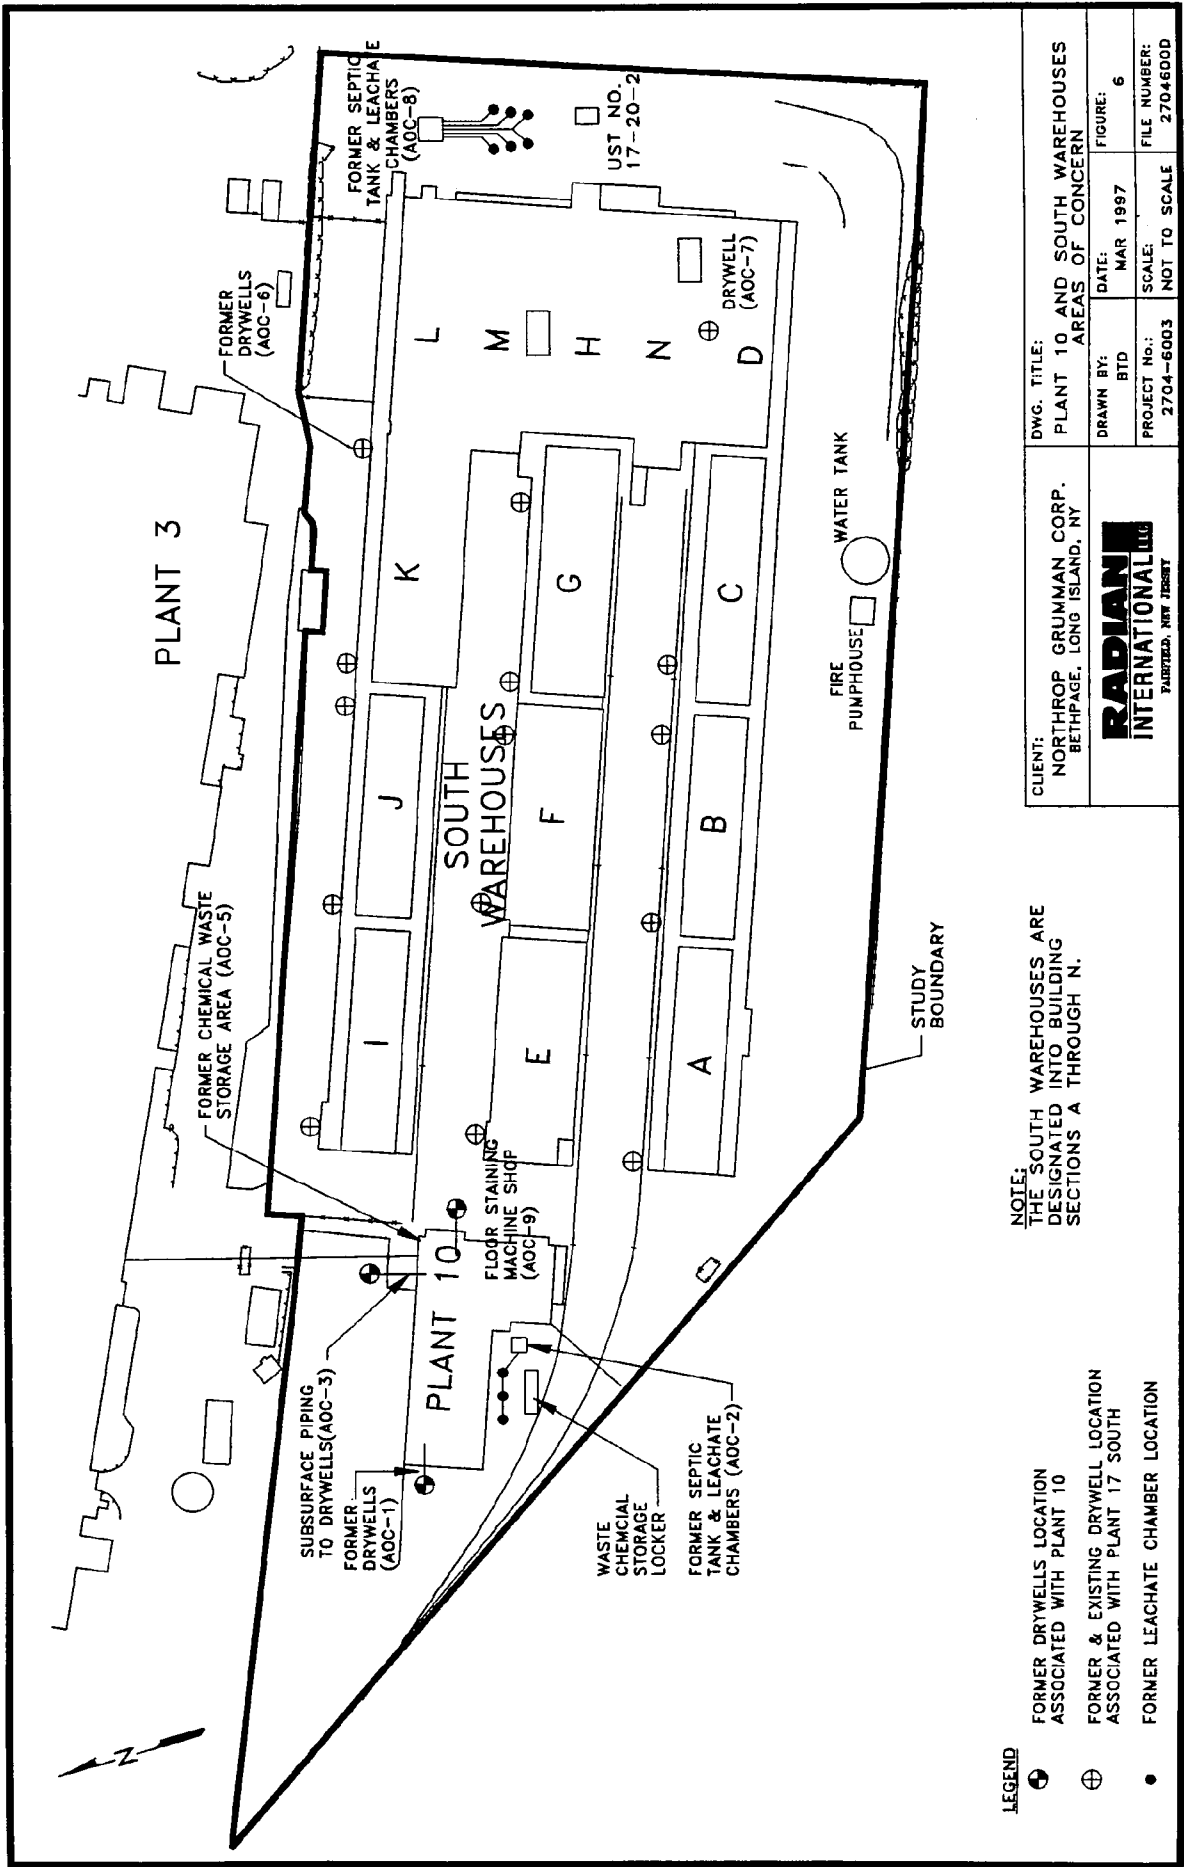 PLANT 3
FORMER SEPTIC
TANK & LEACHATE
CHAMBERS
(AOC-8)
UST NO.
17-20-2
FORMER
DRYWELLS
(AOC-6)
DRYWELL
(AOC-7)
L
M
H
N
D
K
G
C
J
F
B
I
E
A
SOUTH
WAREHOUSES
WATER TANK
FIRE
PUMPHOUSE
FORMER CHEMICAL WASTE
STORAGE AREA (AOC-5)
FLOOR STAINING
MACHINE SHOP
(AOC-9)
PLANT 10
SUBSURFACE PIPING
TO DRYWELLS(AOC-3)
FORMER
DRYWELLS
(AOC-1)
WASTE
CHEMCIAL
STORAGE
LOCKER
FORMER SEPTIC
TANK & LEACHATE
CHAMBERS (AOC-2)
STUDY
BOUNDARY
N
LEGEND
FORMER DRYWELLS LOCATION
ASSOCIATED WITH PLANT 10
FORMER & EXISTING DRYWELL LOCATION
ASSOCIATED WITH PLANT 17 SOUTH
FORMER LEACHATE CHAMBER LOCATION
NOTE:
THE SOUTH WAREHOUSES ARE
DESIGNATED INTO BUILDING
SECTIONS A THROUGH N.
CLIENT:
NORTHROP GRUMMAN CORP.
BETHPAGE, LONG ISLAND, NY
RADIAN
INTERNATIONAL LLC
FAIRFIELD, NEW JERSEY
DWG. TITLE:
PLANT 10 AND SOUTH WAREHOUSES
AREAS OF CONCERN
DRAWN BY:
BTD
DATE:
MAR 1997
FIGURE:
6
PROJECT No.:
2704-6003
SCALE:
NOT TO SCALE
FILE NUMBER:
2704600D